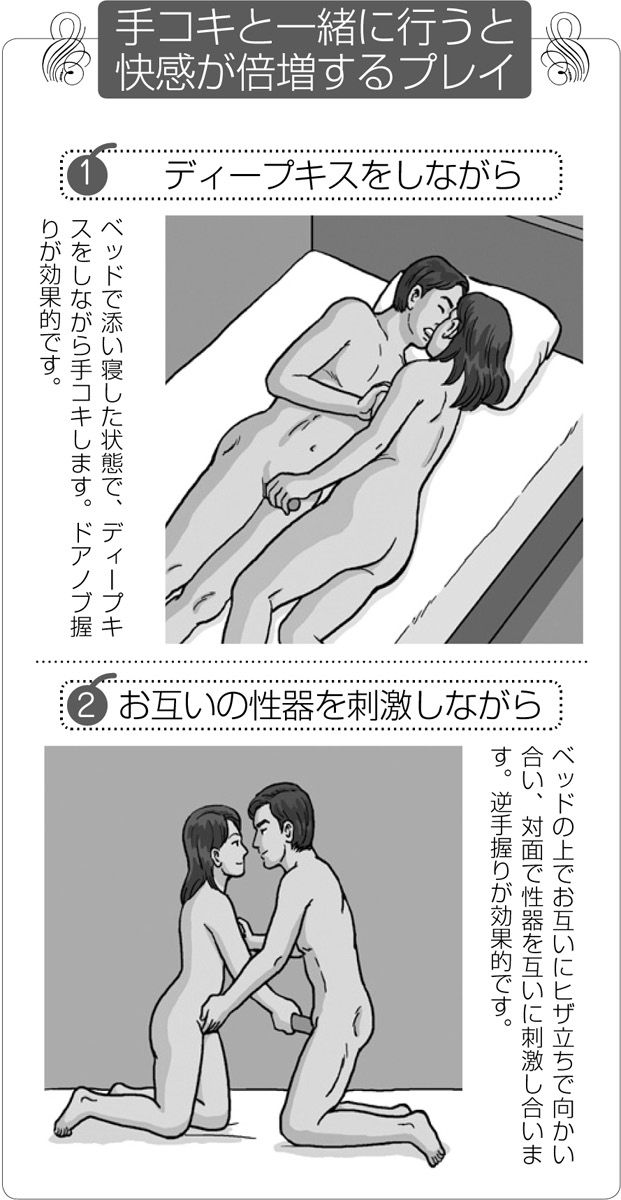 手コキと一緒に行うと
快感が倍増するプレイ
1 ディープキスをしながら
ベッドで添い寝した状態で、ディープキ
スをしながら手コキします。ドアノブ握
りが効果的です。
2 お互いの性器を刺激しながら
ベッドの上でお互いにヒザ立ちで向かい
合い、対面で性器を互いに刺激し合いま
す。逆手握りが効果的です。